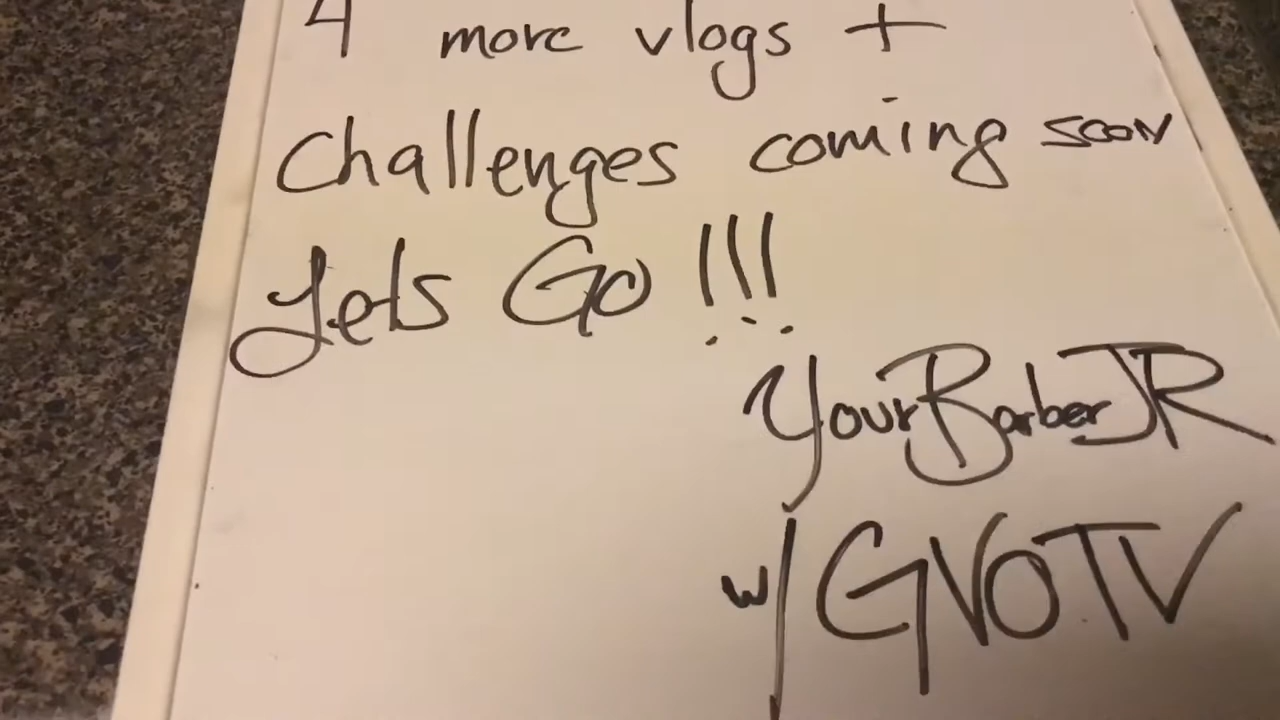 4 more vlogs +
Challenges coming soon
Lets Go !!!
YourBarberJR
w/ GVOTV